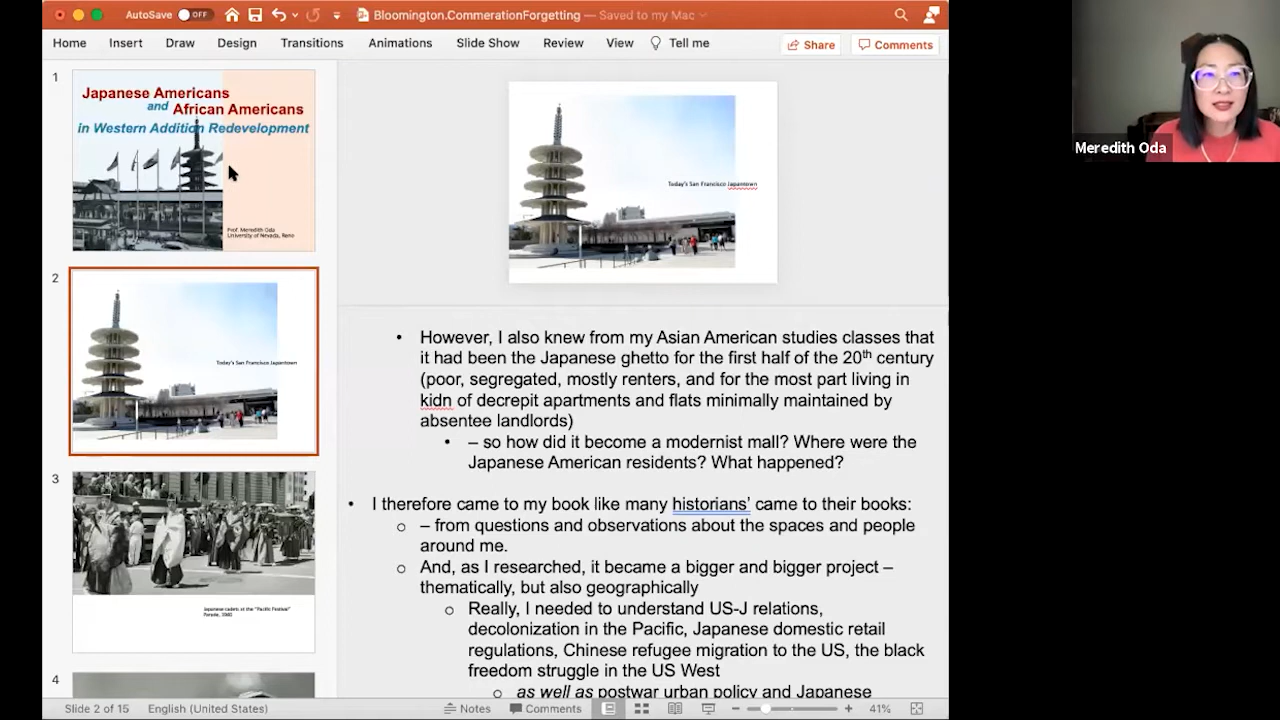 AutoSave OFF
Bloomington.CommerationForgetting — Saved to my Mac
Home Insert Draw Design Transitions Animations Slide Show Review View Tell me
Share Comments
1
Japanese Americans
and African Americans
in Western Addition Redevelopment
Prof. Meredith Oda
University of Nevada, Reno
2
Today's San Francisco Japantown
3
Japanese cadets at the "Pacific Festival"
Parade, 1960
4
Today's San Francisco Japantown
• However, I also knew from my Asian American studies classes that
it had been the Japanese ghetto for the first half of the 20th century
(poor, segregated, mostly renters, and for the most part living in
kidn of decrepit apartments and flats minimally maintained by
absentee landlords)
• – so how did it become a modernist mall? Where were the
Japanese American residents? What happened?
• I therefore came to my book like many historians' came to their books:
o – from questions and observations about the spaces and people
around me.
o And, as I researched, it became a bigger and bigger project –
thematically, but also geographically
o Really, I needed to understand US-J relations,
decolonization in the Pacific, Japanese domestic retail
regulations, Chinese refugee migration to the US, the black
freedom struggle in the US West
o as well as postwar urban policy and Japanese
Slide 2 of 15 English (United States) Notes Comments 41%
Meredith Oda